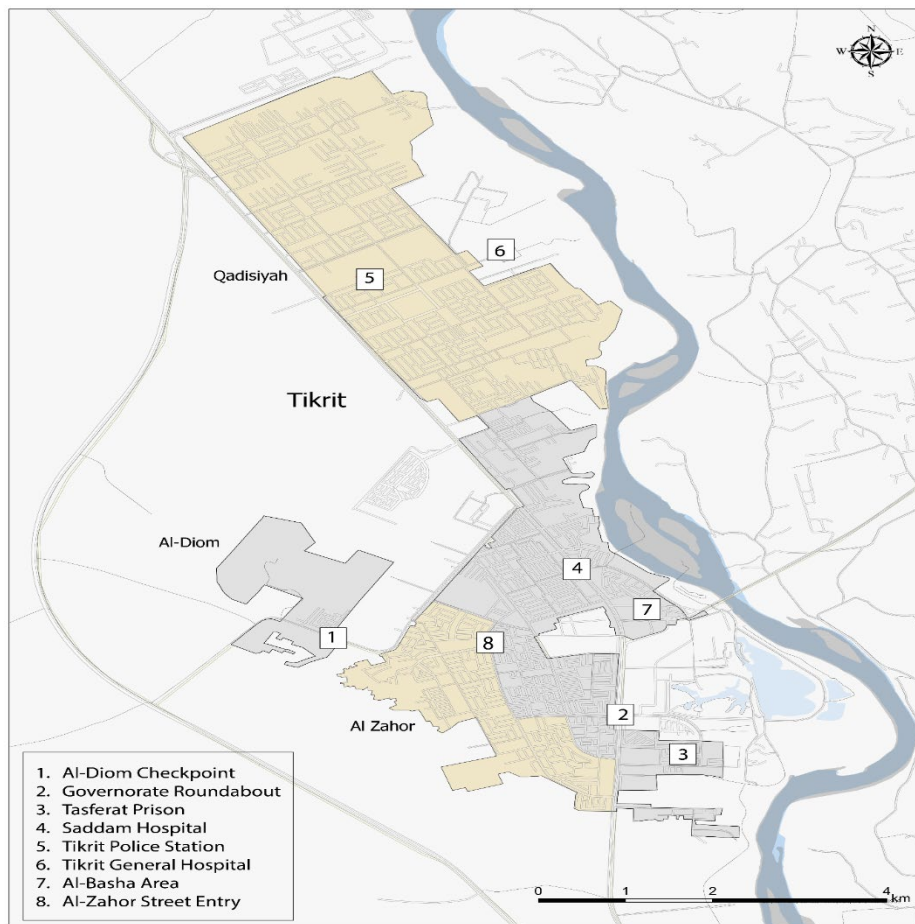 N
W E
S
6
Qadisiyah
5
Tikrit
Al-Diom
4
7
1
8
2
Al Zahor
3
1. Al-Diom Checkpoint
2. Governorate Roundabout
3. Tasferat Prison
4. Saddam Hospital
5. Tikrit Police Station
6. Tikrit General Hospital
7. Al-Basha Area
8. Al-Zahor Street Entry
0 1 2 4
km